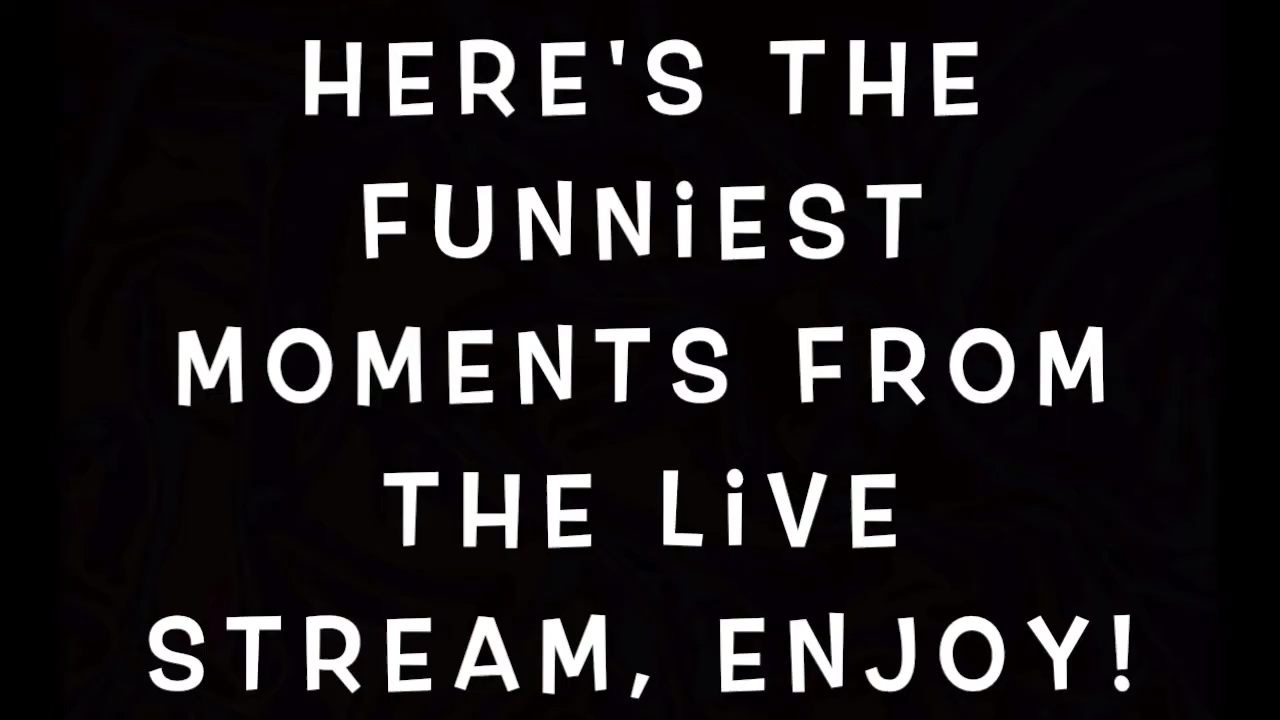 HERE'S THE
FUNNiEST
MOMENTS FROM
THE LiVE
STREAM, ENJOY!